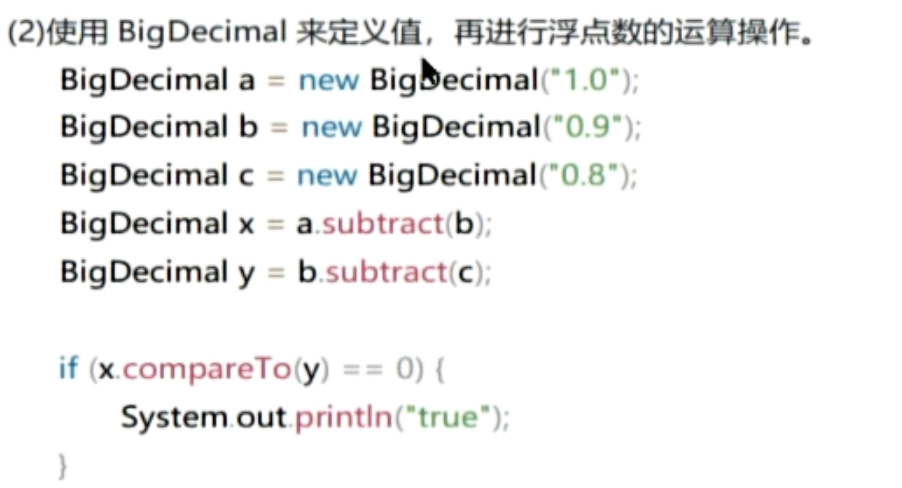 (2)使用 BigDecimal 来定义值，再进行浮点数的运算操作。
BigDecimal a = new BigDecimal("1.0");
BigDecimal b = new BigDecimal("0.9");
BigDecimal c = new BigDecimal("0.8");
BigDecimal x = a.subtract(b);
BigDecimal y = b.subtract(c);
if (x.compareTo(y) == 0) {
System.out.println("true");
}